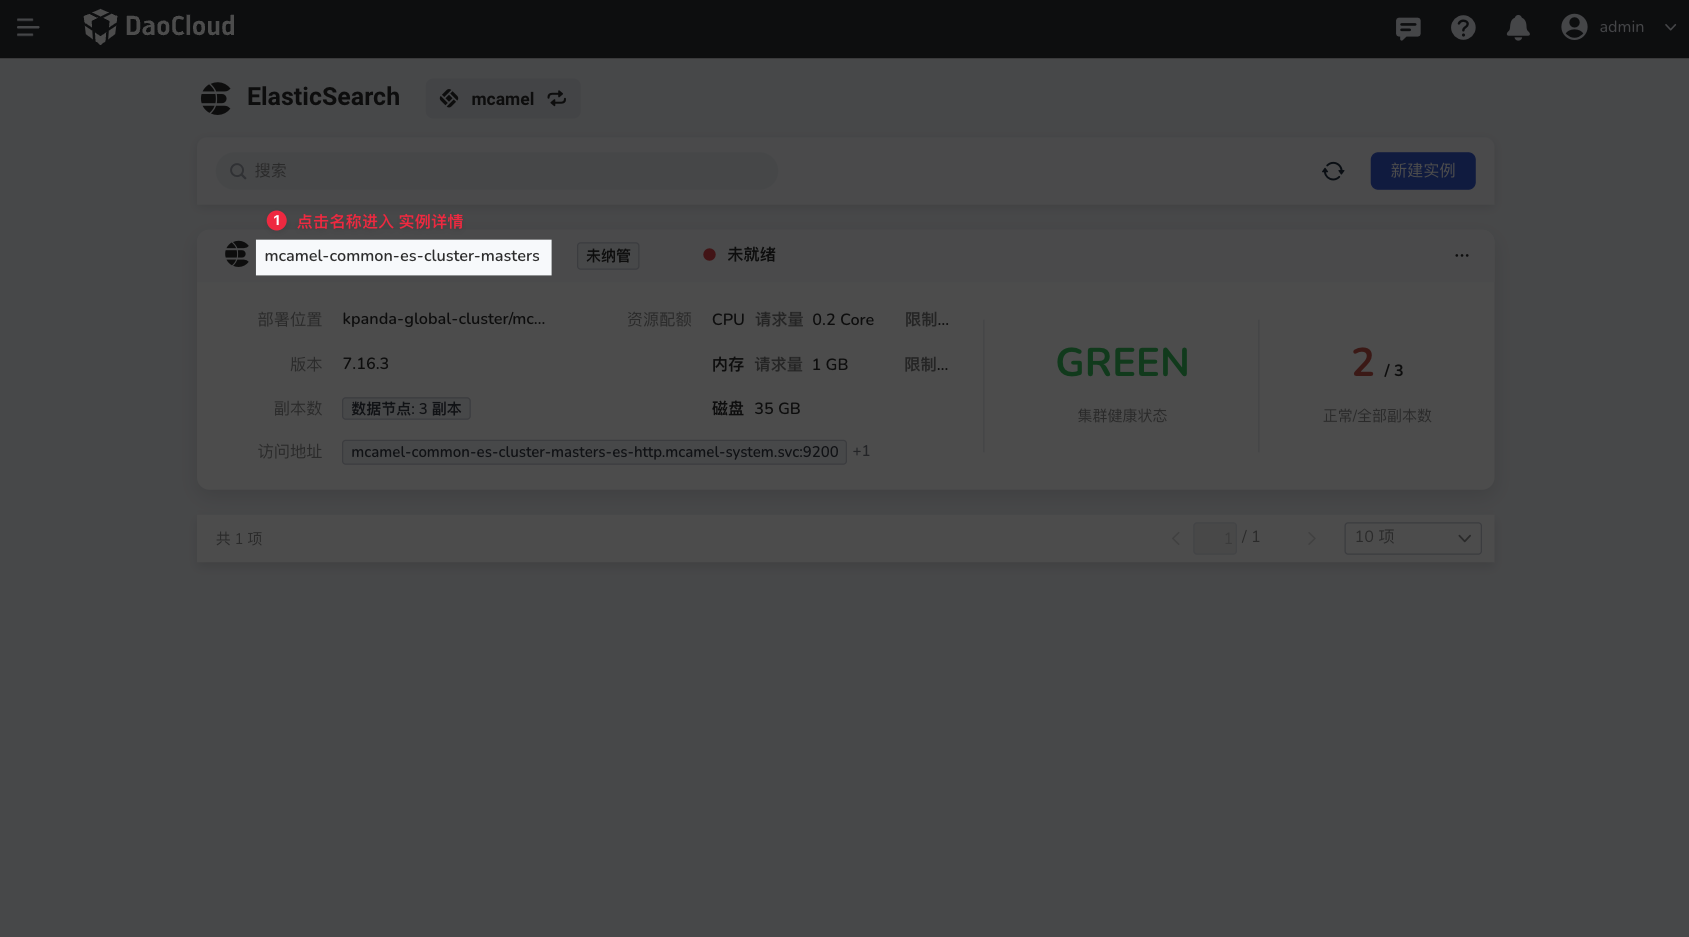 DaoCloud
admin
ElasticSearch
mcamel
搜索
新建实例
1 点击名称进入 实例详情
mcamel-common-es-cluster-masters
未纳管
未就绪
...
部署位置 kpanda-global-cluster/mc...
资源配额 CPU 请求量 0.2 Core 限制...
版本 7.16.3
内存 请求量 1 GB 限制...
副本数 数据节点: 3 副本
磁盘 35 GB
访问地址 mcamel-common-es-cluster-masters-es-http.mcamel-system.svc:9200 +1
GREEN
集群健康状态
2 / 3
正常/全部副本数
共 1 项
1 / 1
10 项